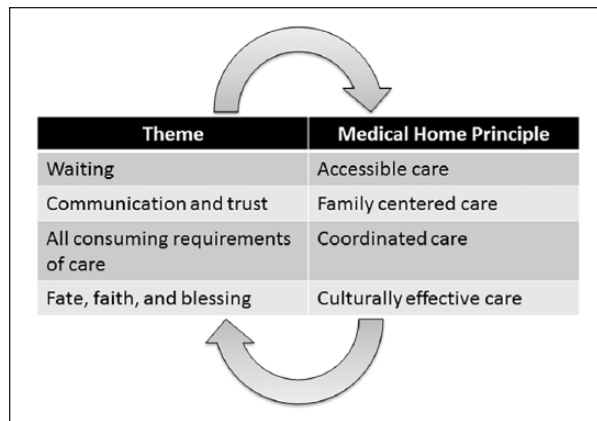 Theme Medical Home Principle
Waiting Accessible care
Communication and trust Family centered care
All consuming requirements Coordinated care
of care
Fate, faith, and blessing Culturally effective care